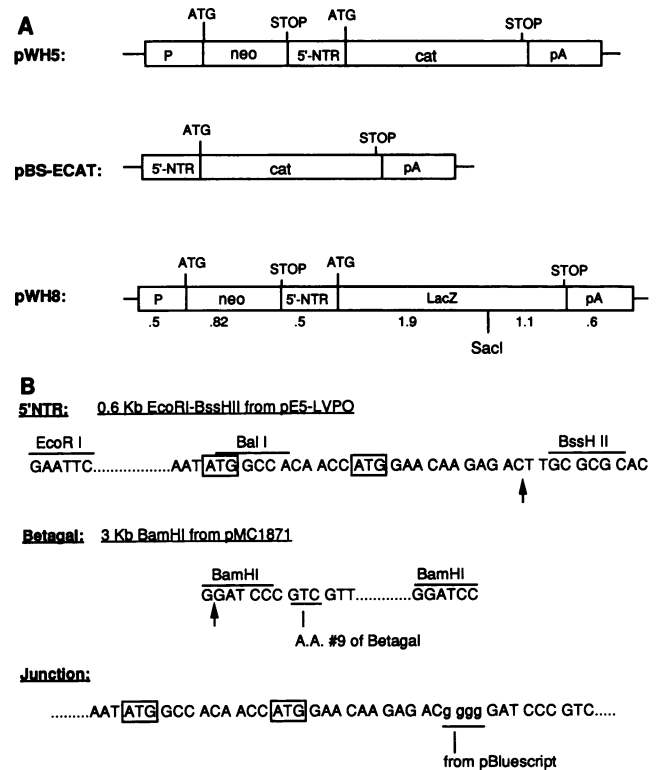 A
ATG STOP ATG STOP
pWH5: P neo 5'-NTR cat pA
ATG STOP
pBS-ECAT: 5'-NTR cat pA
ATG STOP ATG STOP
pWH8: P neo 5'-NTR LacZ pA
.5 .82 .5 1.9 1.1 .6
SacI
B
5'NTR: 0.6 Kb EcoRI-BssHII from pE5-LVPO
EcoR I Bal I BssH II
GAATTC..................AAT ATG GCC ACA ACC ATG GAA CAA GAG ACT TGC GCG CAC
Betagal: 3 Kb BamHI from pMC1871
BamHI BamHI
GGAT CCC GTC GTT.............GGATCC
A.A. #9 of Betagal
Junction:
.........AAT ATG GCC ACA ACC ATG GAA CAA GAG ACg ggg GAT CCC GTC.....
from pBluescript